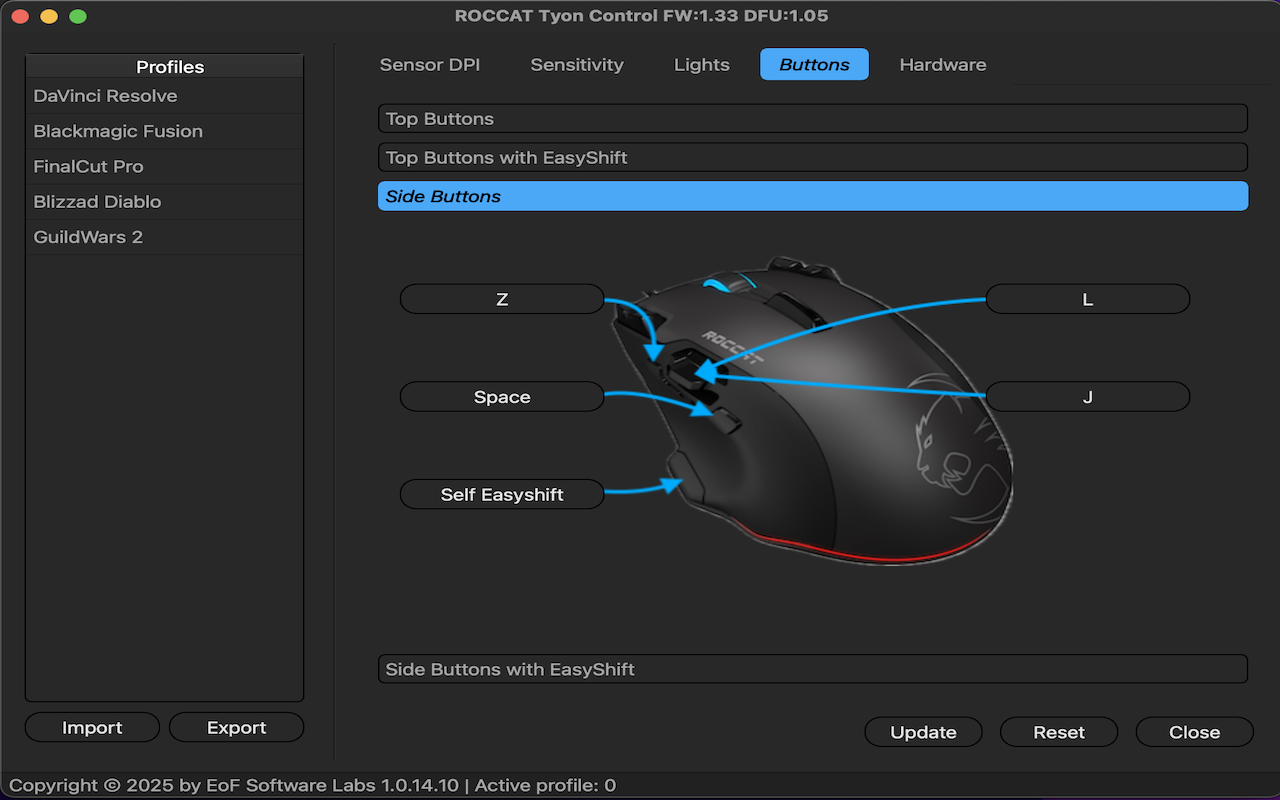 ROCCAT Tyon Control FW:1.33 DFU:1.05
Profiles
DaVinci Resolve
Blackmagic Fusion
FinalCut Pro
Blizzad Diablo
GuildWars 2
Import Export
Sensor DPI Sensitivity Lights Buttons Hardware
Top Buttons
Top Buttons with EasyShift
Side Buttons
Z
L
ROCCAT
Space
J
Self Easyshift
Side Buttons with EasyShift
Update Reset Close
Copyright © 2025 by EoF Software Labs 1.0.14.10 | Active profile: 0